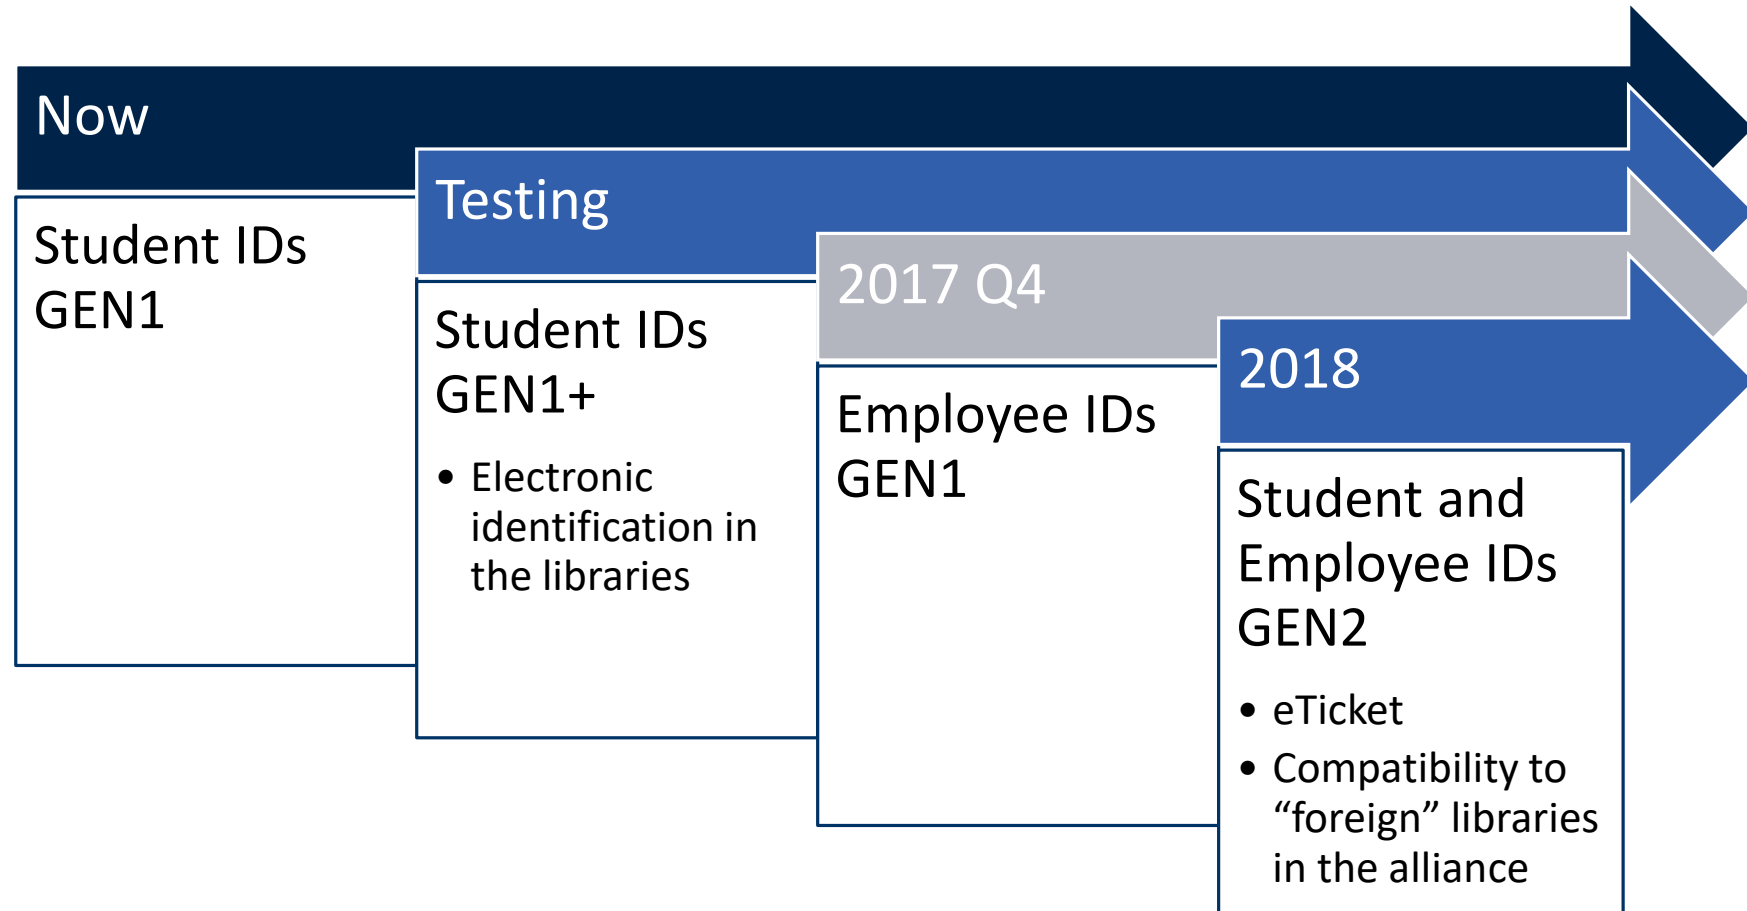 Now
Student IDs
GEN1
Testing
Student IDs
GEN1+
• Electronic
identification in
the libraries
2017 Q4
Employee IDs
GEN1
2018
Student and
Employee IDs
GEN2
• eTicket
• Compatibility to
“foreign” libraries
in the alliance